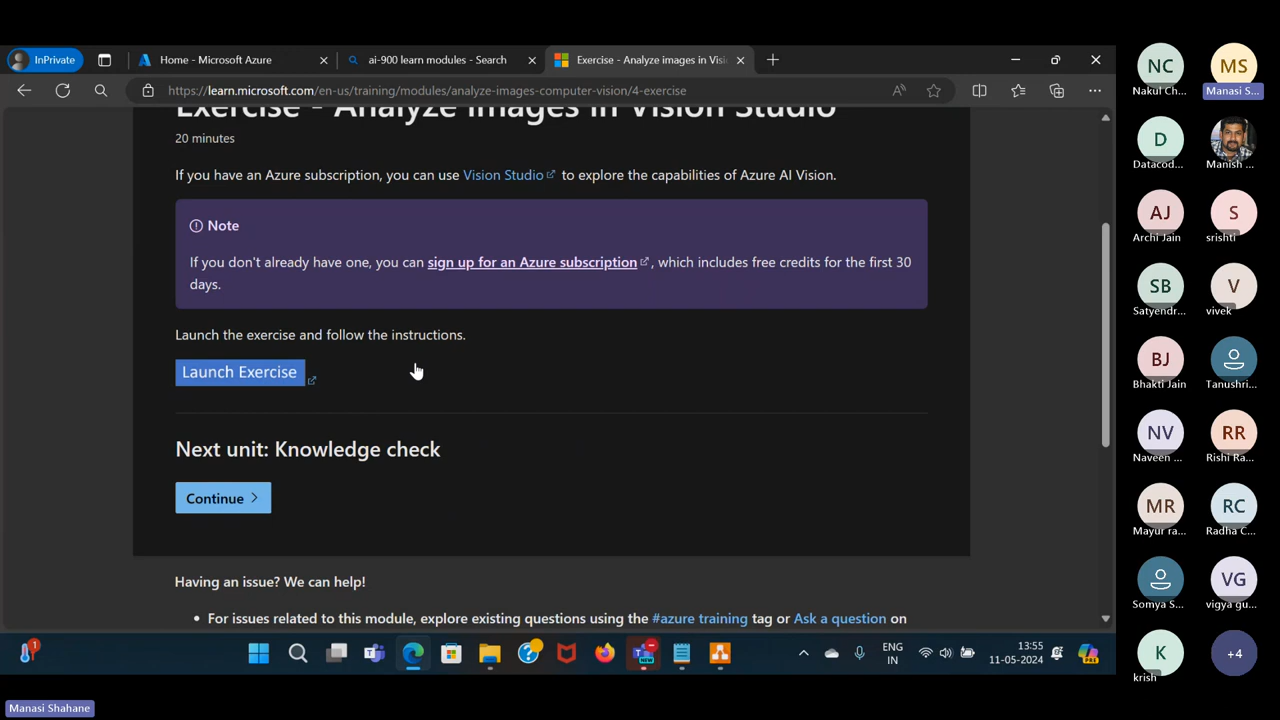 InPrivate
Home - Microsoft Azure
ai-900 learn modules - Search
Exercise - Analyze images in Visi
https://learn.microsoft.com/en-us/training/modules/analyze-images-computer-vision/4-exercise
Exercise - Analyze images in Vision Studio
20 minutes
If you have an Azure subscription, you can use Vision Studio to explore the capabilities of Azure AI Vision.
Note
If you don't already have one, you can sign up for an Azure subscription, which includes free credits for the first 30
days.
Launch the exercise and follow the instructions.
Launch Exercise
Next unit: Knowledge check
Continue
Having an issue? We can help!
• For issues related to this module, explore existing questions using the #azure training tag or Ask a question on
1
NEW
ENG
IN
13:55
11-05-2024
PRE
Manasi Shahane
NC
Nakul Ch...
MS
Manasi S...
D
Datacod...
Manish ...
AJ
Archi Jain
S
srishti
SB
Satyendr...
V
vivek
BJ
Bhakti Jain
Tanushri...
NV
Naveen ...
RR
Rishi Ra...
MR
Mayur ra...
RC
Radha C...
Somya S...
VG
vigya gu...
K
krish
+4